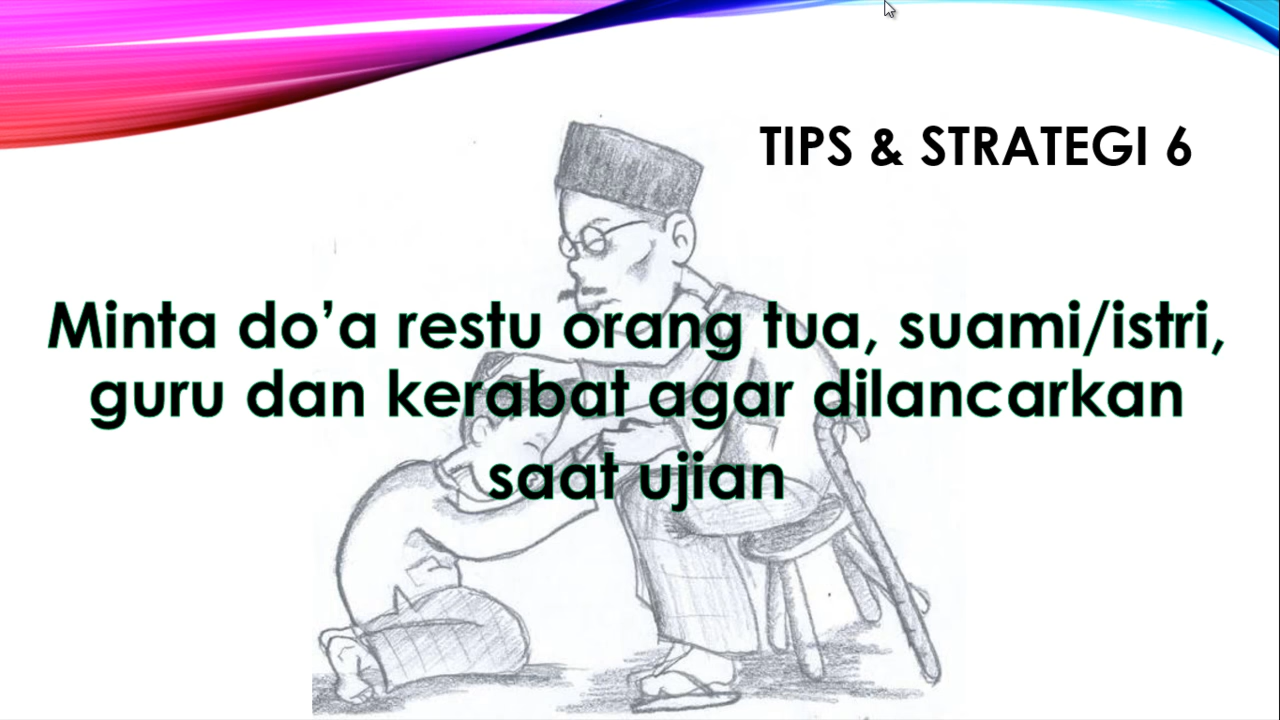 TIPS & STRATEGI 6
Minta do’a restu orang tua, suami/istri,
guru dan kerabat agar dilancarkan
saat ujian